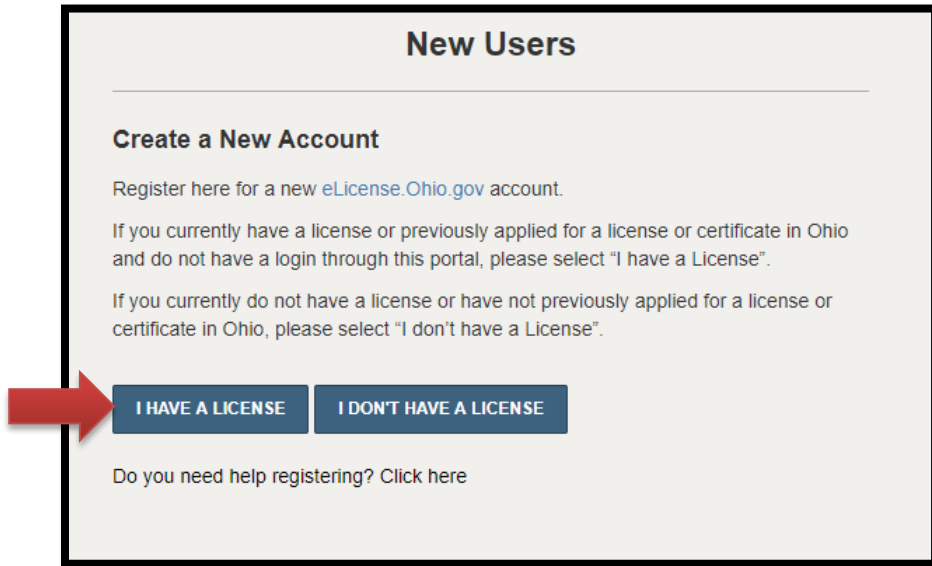 New Users
Create a New Account
Register here for a new eLicense.Ohio.gov account.
If you currently have a license or previously applied for a license or certificate in Ohio
and do not have a login through this portal, please select “I have a License”.
If you currently do not have a license or have not previously applied for a license or
certificate in Ohio, please select “I don’t have a License”.
I HAVE A LICENSE I DON'T HAVE A LICENSE
Do you need help registering? Click here